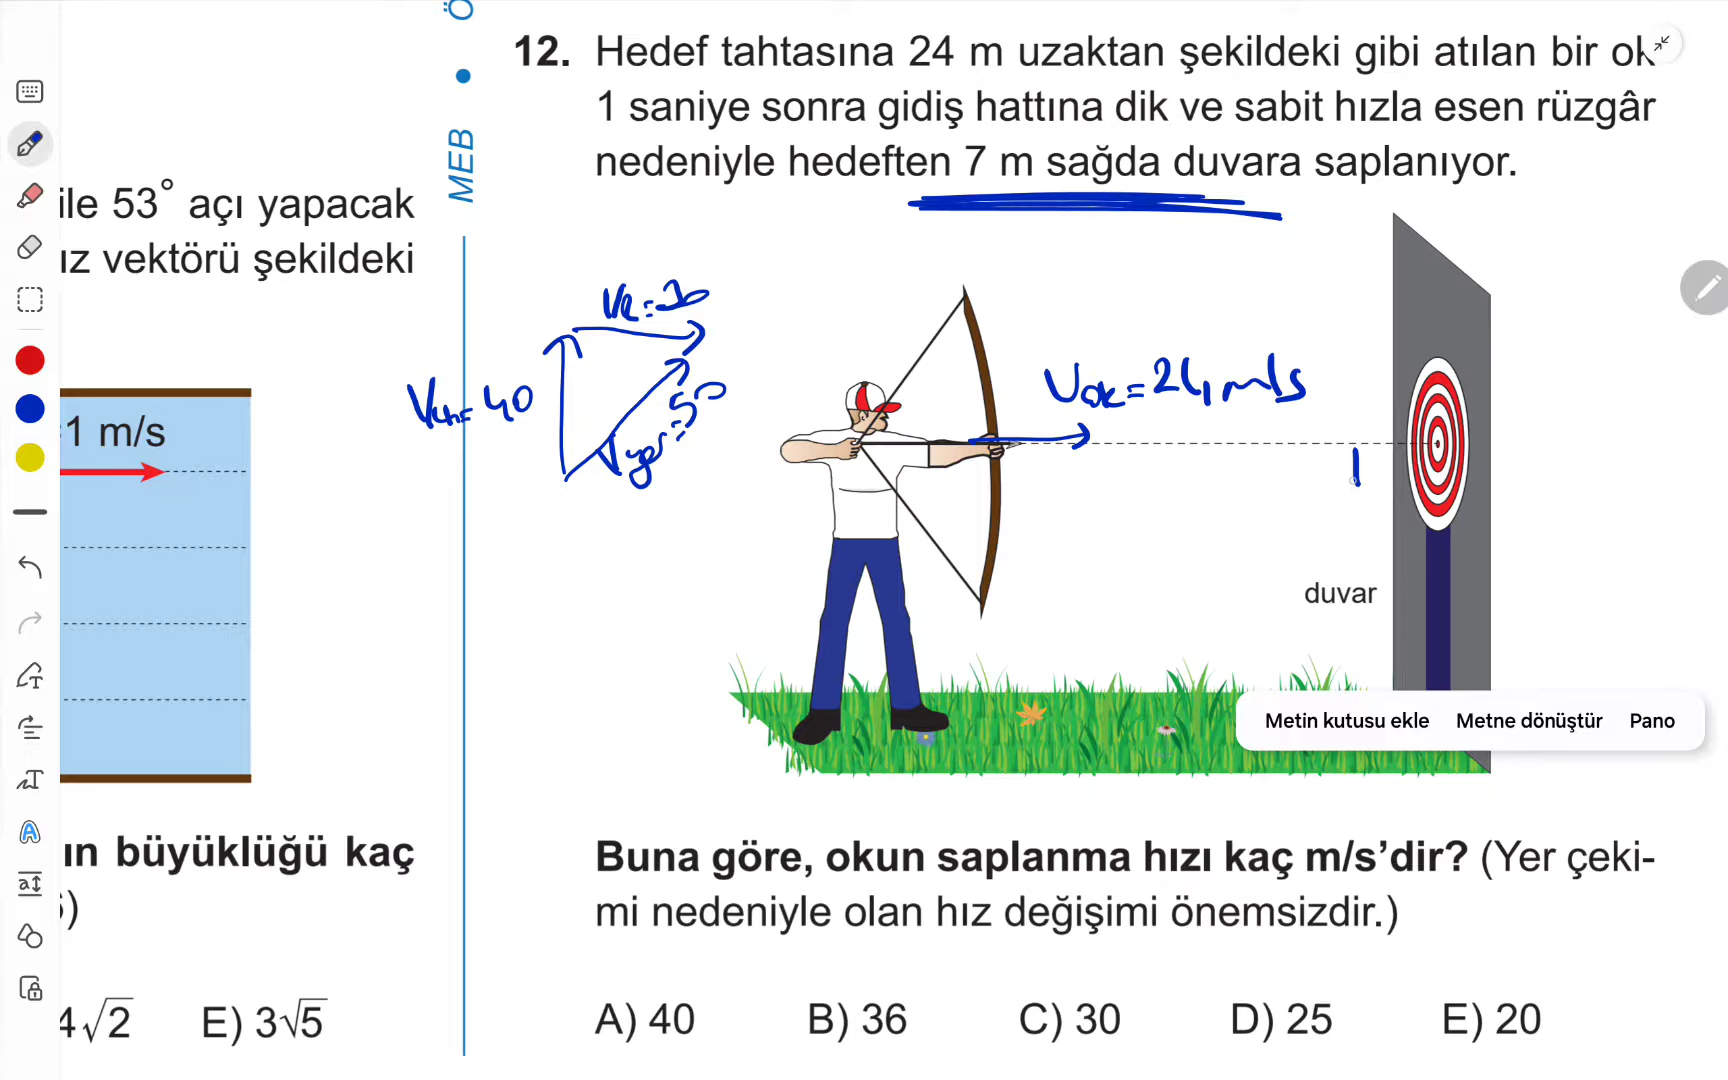 MEB • Ö
ile 53° açı yapacak
ız vektörü şekildeki
1 m/s
ın büyüklüğü kaç
4√2 E) 3√5
12. Hedef tahtasına 24 m uzaktan şekildeki gibi atılan bir ok
1 saniye sonra gidiş hattına dik ve sabit hızla esen rüzgâr
nedeniyle hedeften 7 m sağda duvara saplanıyor.
V =40
V =50
Vok=24 m/s
duvar
Metin kutusu ekle Metne dönüştür Pano
Buna göre, okun saplanma hızı kaç m/s’dir? (Yer çeki-
mi nedeniyle olan hız değişimi önemsizdir.)
A) 40 B) 36 C) 30 D) 25 E) 20